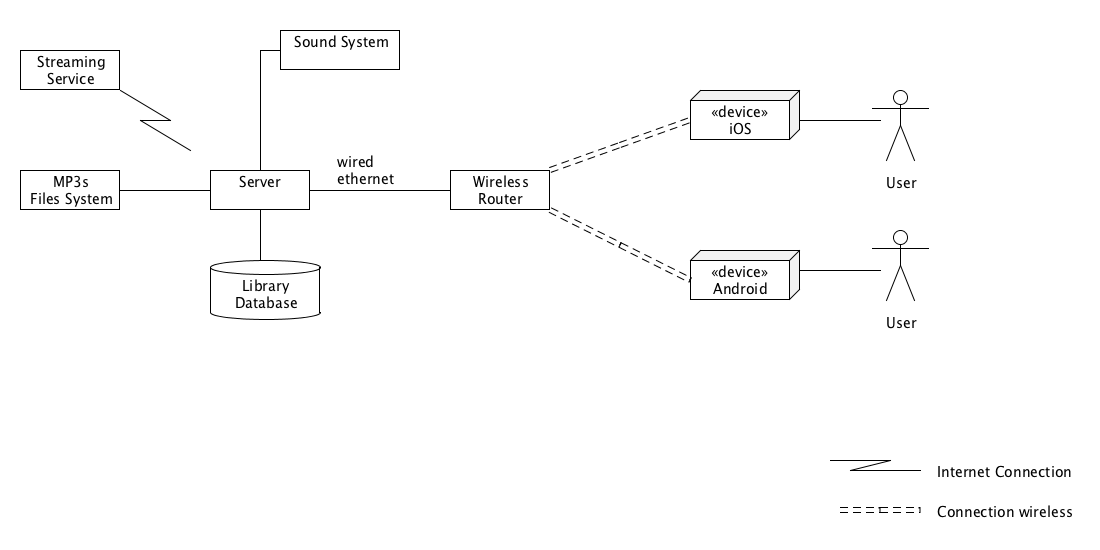 Sound System
Streaming
Service
«device»
iOS
wired
ethernet
MP3s
Files System
Server
Wireless
Router
User
«device»
Android
Library
Database
User
Internet Connection
Connection wireless